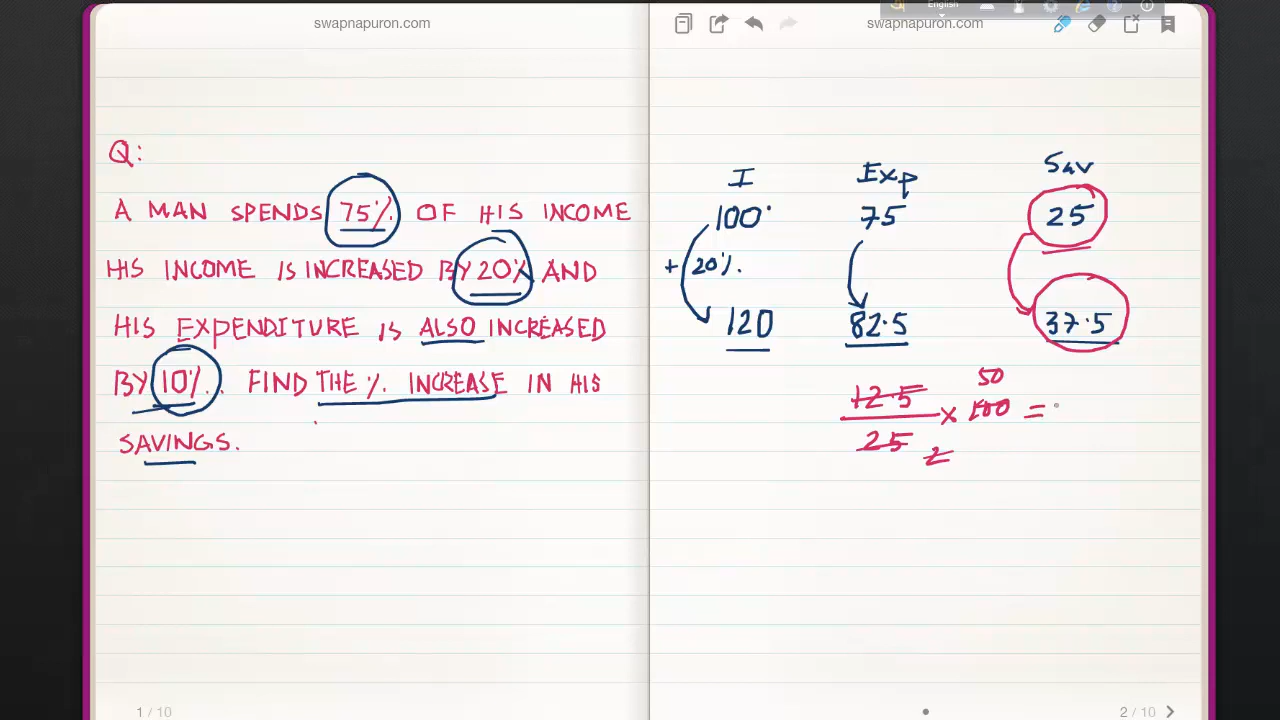 English
swapnapuron.com
swapnapuron.com
Q:
A MAN SPENDS 75% OF HIS INCOME
HIS INCOME IS INCREASED BY 20% AND
HIS EXPENDITURE IS ALSO INCREASED
BY 10%. FIND THE % INCREASE IN HIS
SAVINGS.
1 / 10
I Exp Sav
100 75 25
+ 20%.
120 82.5 37.5
50
12.5
× 100 =
25 2
2 / 10